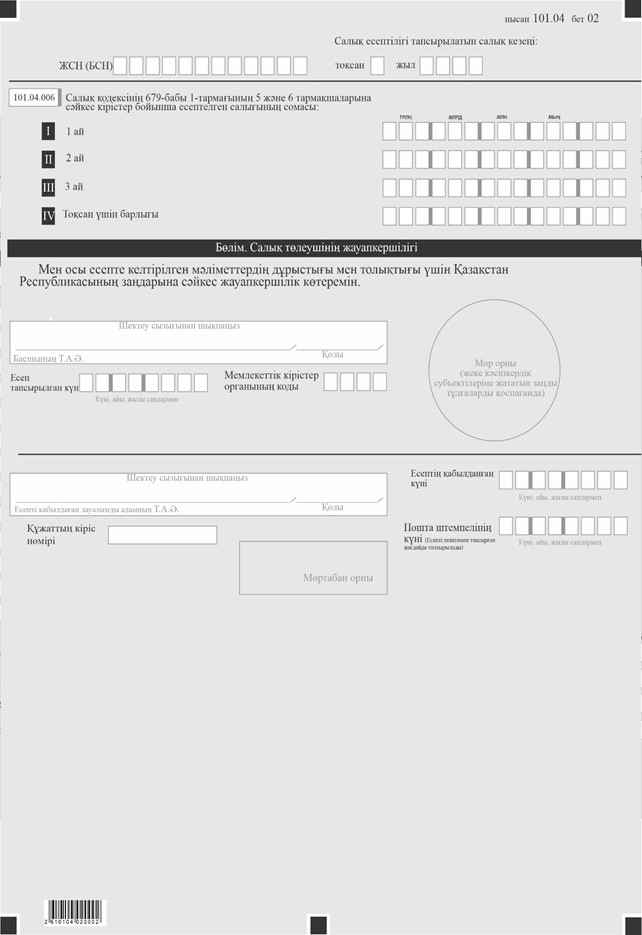 нысан 101.04 бет 02
Салық есептілігі тапсырылатын салық кезеңі:
ЖСН (БСН) тоқсан жыл
101.04.006 Салық кодексінің 679-бабы 1-тармағының 5 және 6 тармақшаларына
сәйкес кірістер бойынша есептелген салығының сомасы:
ТРЛН. МЛРД МЛН. МЫҢ
I 1 ай
II 2 ай
III 3 ай
IV Тоқсан үшін барлығы
Бөлім. Салық төлеушінің жауапкершілігі
Мен осы есепте келтірілген мәліметтердің дұрыстығы мен толықтығы үшін Қазақстан
Республикасының заңдарына сәйкес жауапкершілік көтеремін.
Шектеу сызығынан шықпаңыз
Басшының Т.А.Ә. Қолы
Мөр орны
(жеке кәсіпкерлік
субъектілеріне жататын заңды
тұлғаларды қоспағанда)
Есеп
тапсырылған күн
Күні, айы, жылы сандармен
Мемлекеттік кірістер
органының коды
Шектеу сызығынан шықпаңыз
Есепті қабылдаған лауазымды адамның Т.А.Ә. Қолы
Есептің қабылданған
күні
Күні, айы, жылы сандармен
Құжаттың кіріс
нөмірі
Пошта штемпелінің
күні (Есепті поштамен тапсырған
жағдайда толтырылады)
Күні, айы, жылы сандармен
Мөртабан орны
2610104020002